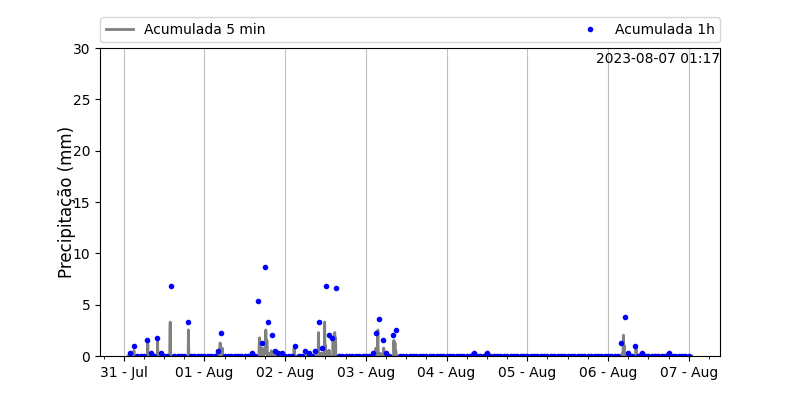 Acumulada 5 min
Acumulada 1h
2023-08-07 01:17
Precipitação (mm)
30
25
20
15
10
5
0
31 - Jul
01 - Aug
02 - Aug
03 - Aug
04 - Aug
05 - Aug
06 - Aug
07 - Aug